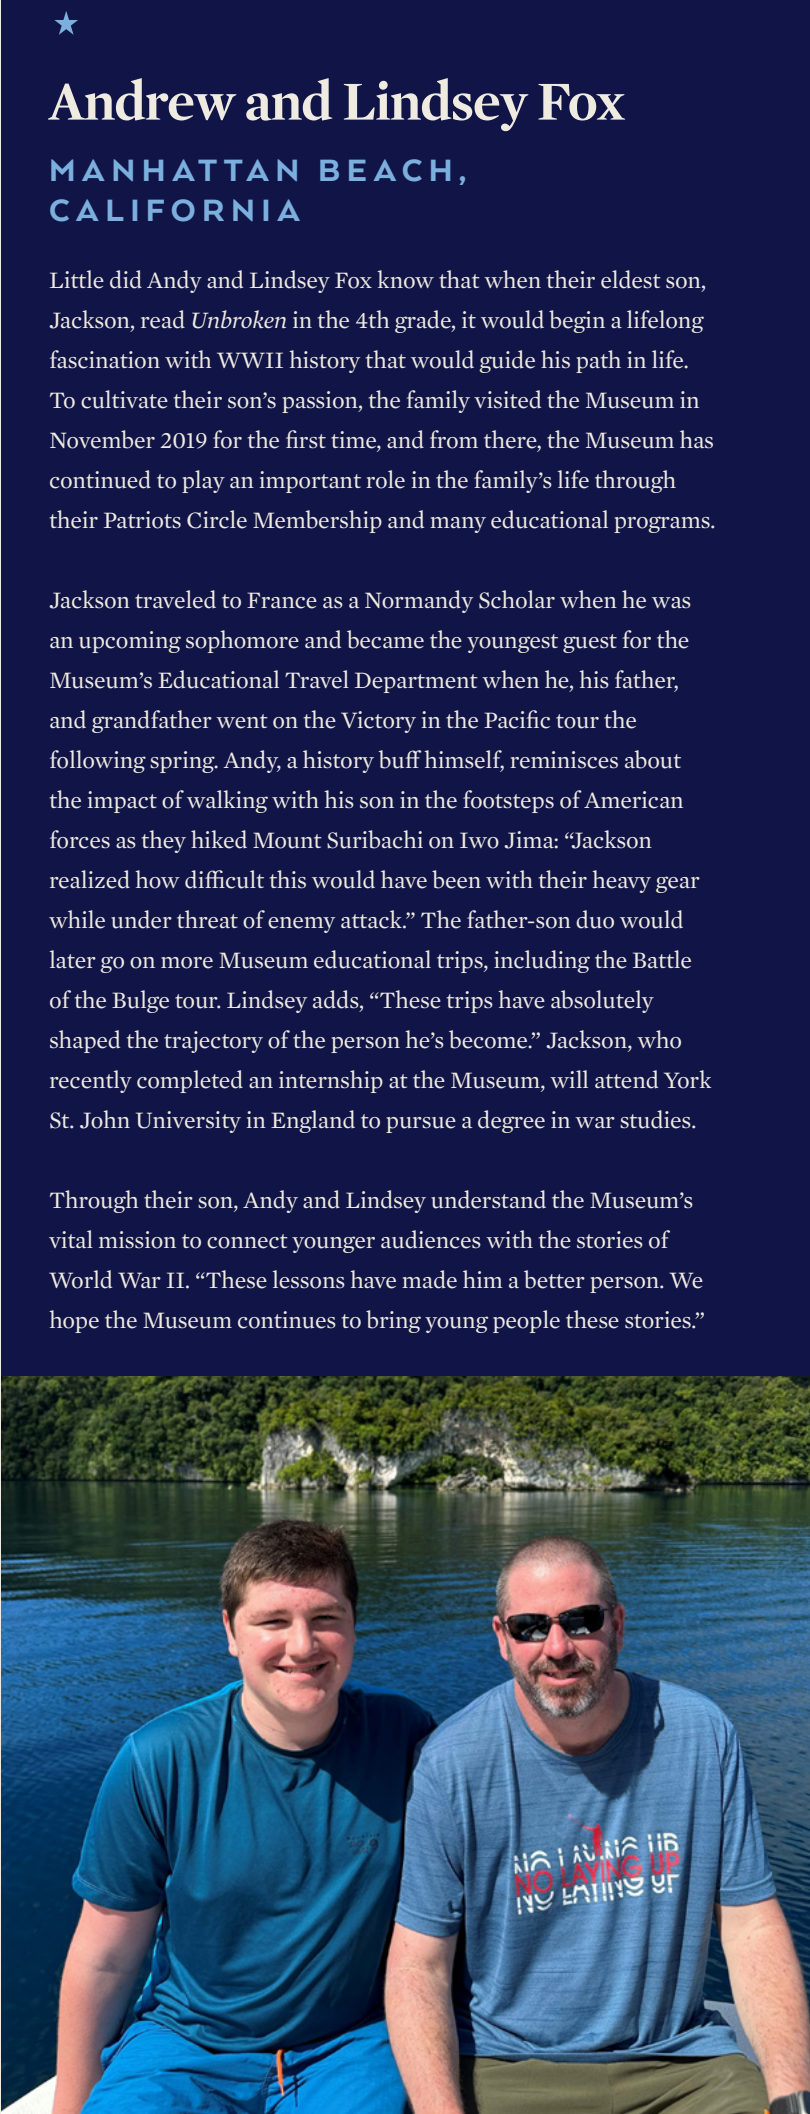 Andrew and Lindsey Fox
MANHATTAN BEACH,
CALIFORNIA
Little did Andy and Lindsey Fox know that when their eldest son,
Jackson, read Unbroken in the 4th grade, it would begin a lifelong
fascination with WWII history that would guide his path in life.
To cultivate their son’s passion, the family visited the Museum in
November 2019 for the first time, and from there, the Museum has
continued to play an important role in the family’s life through
their Patriots Circle Membership and many educational programs.
Jackson traveled to France as a Normandy Scholar when he was
an upcoming sophomore and became the youngest guest for the
Museum’s Educational Travel Department when he, his father,
and grandfather went on the Victory in the Pacific tour the
following spring. Andy, a history buff himself, reminisces about
the impact of walking with his son in the footsteps of American
forces as they hiked Mount Suribachi on Iwo Jima: “Jackson
realized how difficult this would have been with their heavy gear
while under threat of enemy attack.” The father-son duo would
later go on more Museum educational trips, including the Battle
of the Bulge tour. Lindsey adds, “These trips have absolutely
shaped the trajectory of the person he’s become.” Jackson, who
recently completed an internship at the Museum, will attend York
St. John University in England to pursue a degree in war studies.
Through their son, Andy and Lindsey understand the Museum’s
vital mission to connect younger audiences with the stories of
World War II. “These lessons have made him a better person. We
hope the Museum continues to bring young people these stories.”
NO LAYING UP
NO LAYING UP
NO LAYING UP